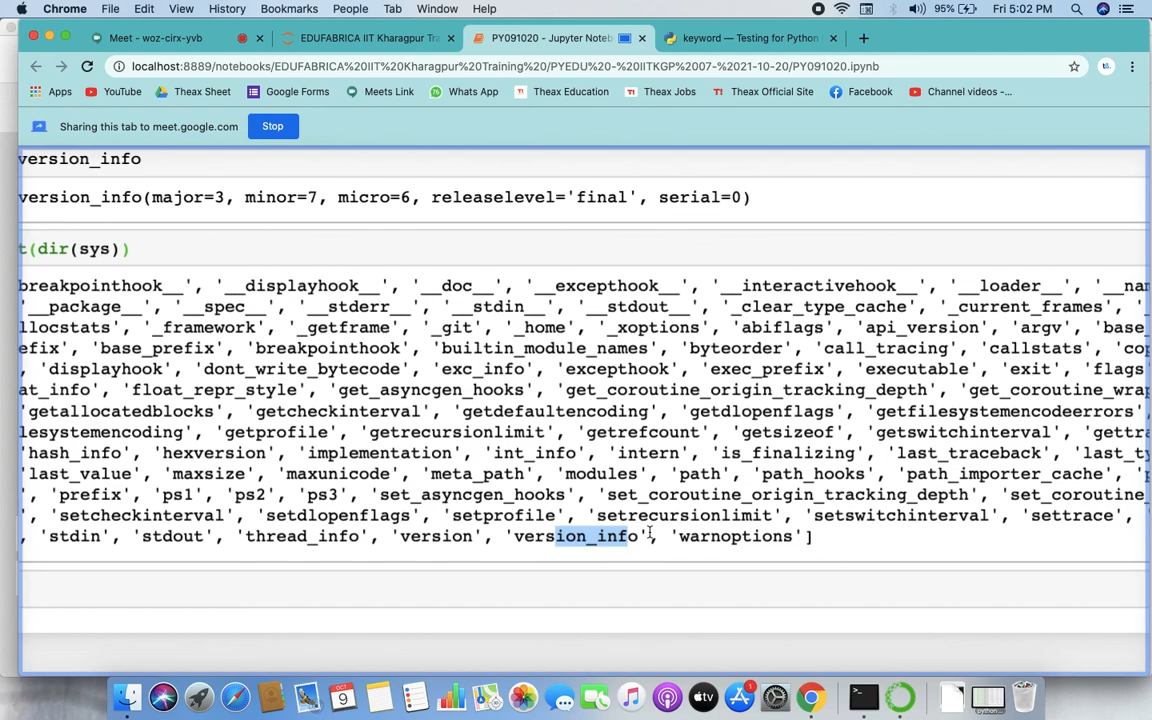 Chrome File Edit View History Bookmarks People Tab Window Help 95% Fri 5:02 PM
Meet - woz-cirx-yvb EDUFABRICA IIT Kharagpur Tra PY091020 - Jupyter Noteb keyword — Testing for Python
localhost:8889/notebooks/EDUFABRICA%20IIT%20Kharagpur%20Training%20/PYEDU%20-%20IITKGP%2007-%2021-10-20/PY091020.ipynb
Apps YouTube Theax Sheet Google Forms Meets Link Whats App Theax Education Theax Jobs Theax Official Site Facebook Channel videos -...
Sharing this tab to meet.google.com Stop
version_info
version_info(major=3, minor=7, micro=6, releaselevel='final', serial=0)
t(dir(sys))
breakpointhook__', '__displayhook__', '__doc__', '__excepthook__', '__interactivehook__', '__loader__', '__nam
'__package__', '__spec__', '__stderr__', '__stdin__', '__stdout__', '_clear_type_cache', '_current_frames',
llocstats', '_framework', '_getframe', '_git', '_home', '_xoptions', 'abiflags', 'api_version', 'argv', 'base_
efix', 'base_prefix', 'breakpointhook', 'builtin_module_names', 'byteorder', 'call_tracing', 'callstats', 'cop
'displayhook', 'dont_write_bytecode', 'exc_info', 'excepthook', 'exec_prefix', 'executable', 'exit', 'flags'
at_info', 'float_repr_style', 'get_asyncgen_hooks', 'get_coroutine_origin_tracking_depth', 'get_coroutine_wrap
'getallocatedblocks', 'getcheckinterval', 'getdefaultencoding', 'getdlopenflags', 'getfilesystemencodeerrors',
lesystemencoding', 'getprofile', 'getrecursionlimit', 'getrefcount', 'getsizeof', 'getswitchinterval', 'gettra
'hash_info', 'hexversion', 'implementation', 'int_info', 'intern', 'is_finalizing', 'last_traceback', 'last_ty
'last_value', 'maxsize', 'maxunicode', 'meta_path', 'modules', 'path', 'path_hooks', 'path_importer_cache', 'p
', 'prefix', 'ps1', 'ps2', 'ps3', 'set_asyncgen_hooks', 'set_coroutine_origin_tracking_depth', 'set_coroutine_
', 'setcheckinterval', 'setdlopenflags', 'setprofile', 'setrecursionlimit', 'setswitchinterval', 'settrace', '
, 'stdin', 'stdout', 'thread_info', 'version', 'version_info', 'warnoptions']